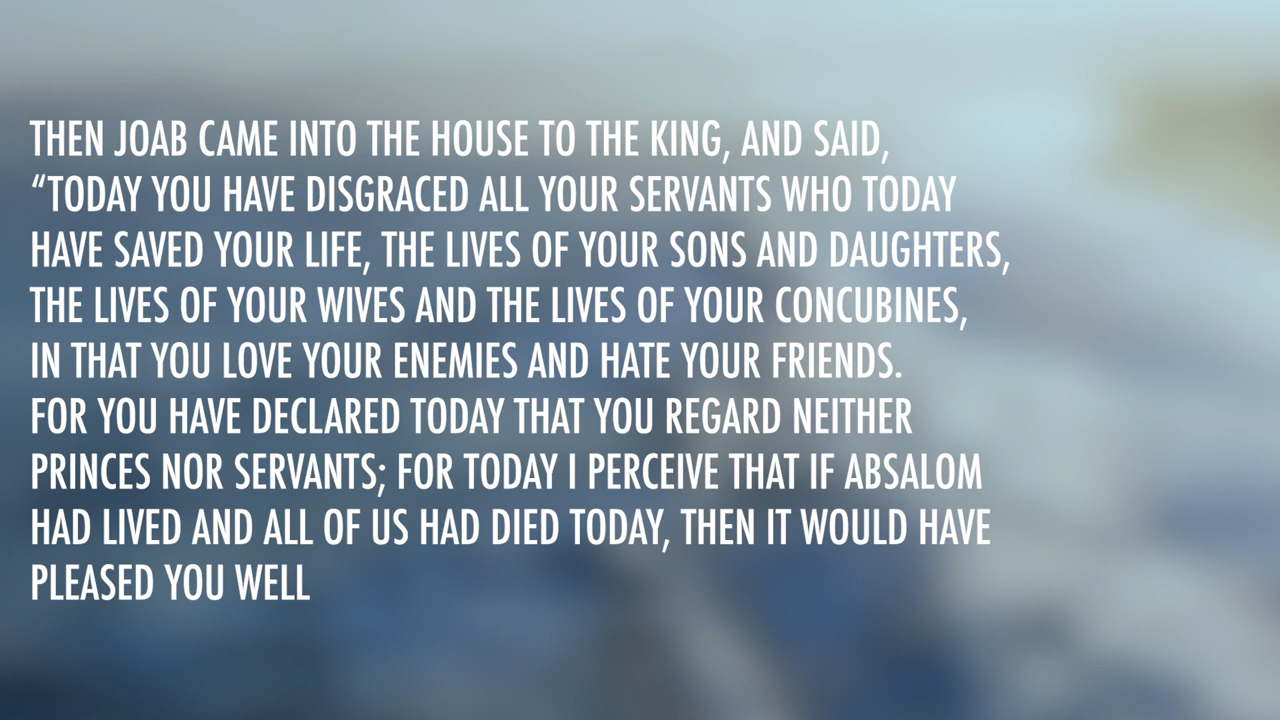 THEN JOAB CAME INTO THE HOUSE TO THE KING, AND SAID,
“TODAY YOU HAVE DISGRACED ALL YOUR SERVANTS WHO TODAY
HAVE SAVED YOUR LIFE, THE LIVES OF YOUR SONS AND DAUGHTERS,
THE LIVES OF YOUR WIVES AND THE LIVES OF YOUR CONCUBINES,
IN THAT YOU LOVE YOUR ENEMIES AND HATE YOUR FRIENDS.
FOR YOU HAVE DECLARED TODAY THAT YOU REGARD NEITHER
PRINCES NOR SERVANTS; FOR TODAY I PERCEIVE THAT IF ABSALOM
HAD LIVED AND ALL OF US HAD DIED TODAY, THEN IT WOULD HAVE
PLEASED YOU WELL